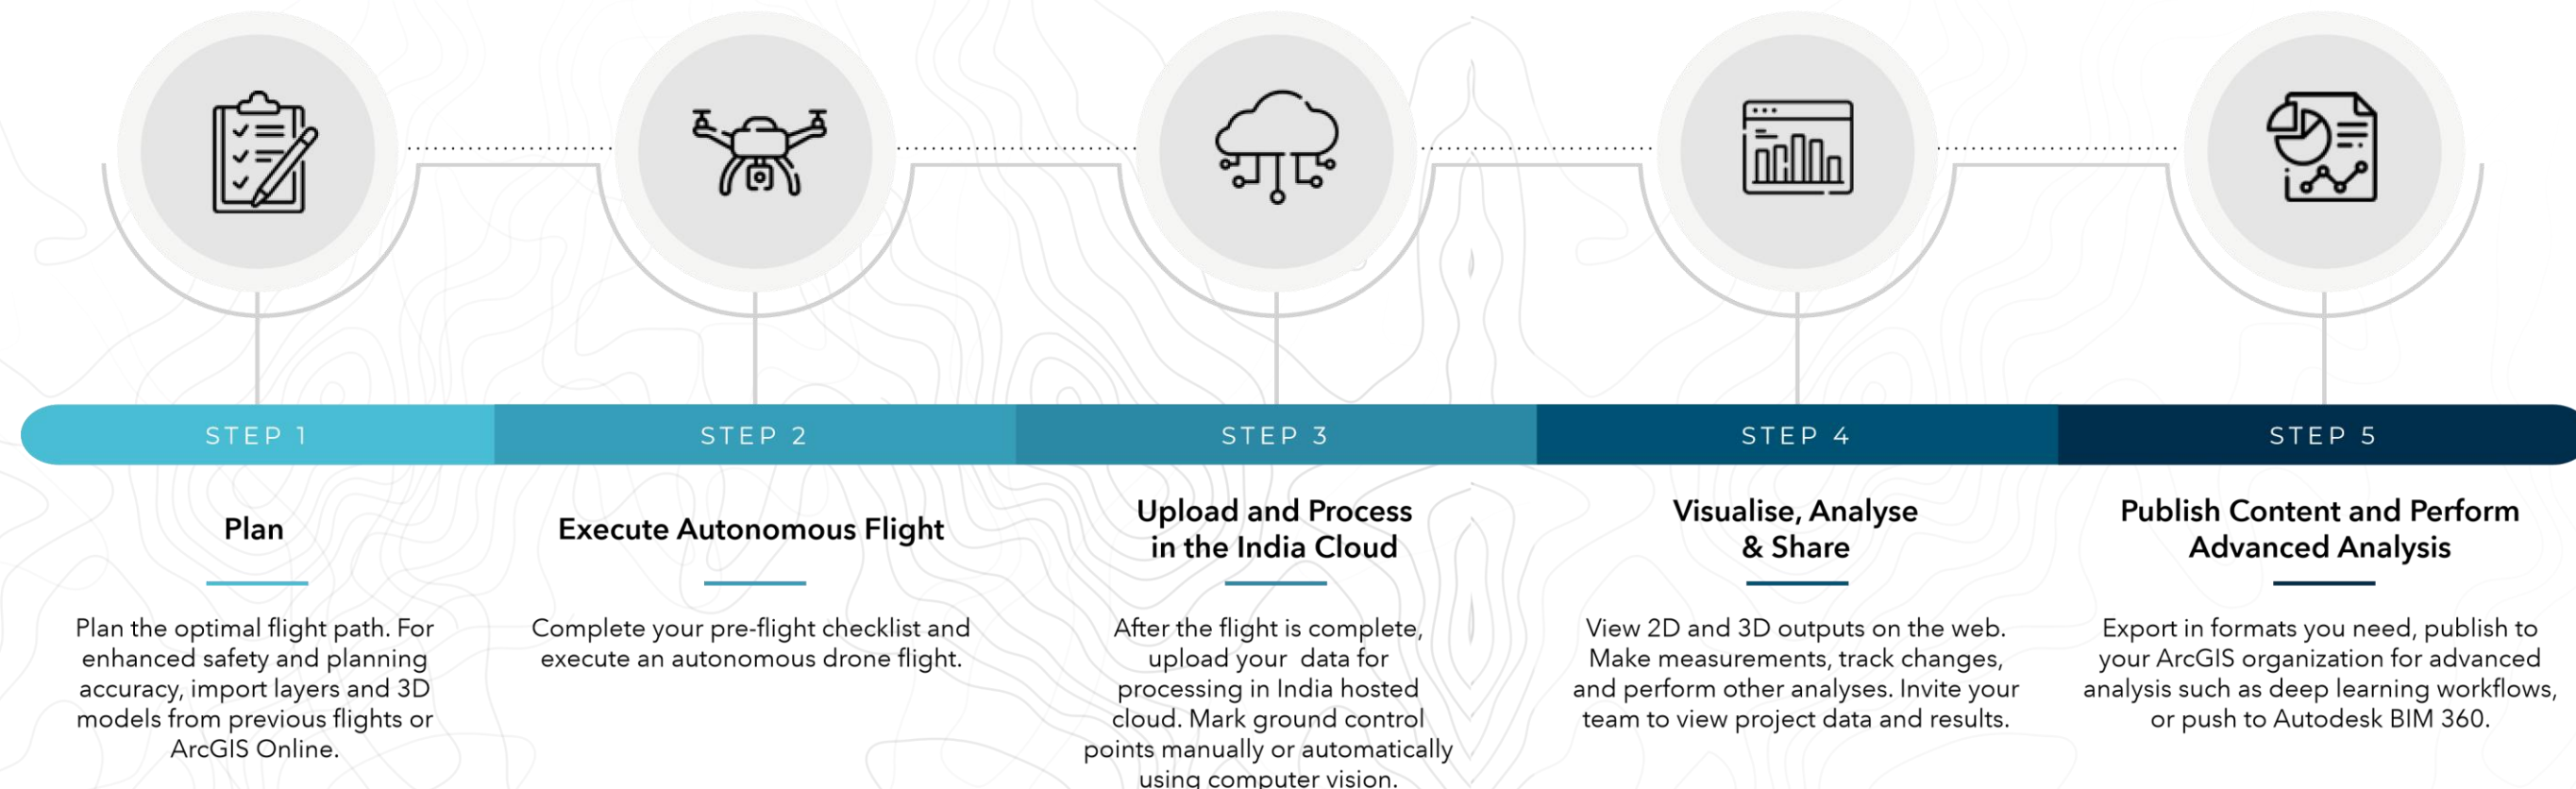 STEP 1
STEP 2
STEP 3
STEP 4
STEP 5
Plan
Plan the optimal flight path. For
enhanced safety and planning
accuracy, import layers and 3D
models from previous flights or
ArcGIS Online.
Execute Autonomous Flight
Complete your pre-flight checklist and
execute an autonomous drone flight.
Upload and Process
in the India Cloud
After the flight is complete,
upload your  data for
processing in India hosted
cloud. Mark ground control
points manually or automatically
using computer vision.
Visualise, Analyse
& Share
View 2D and 3D outputs on the web.
Make measurements, track changes,
and perform other analyses. Invite your
team to view project data and results.
Publish Content and Perform
Advanced Analysis
Export in formats you need, publish to
your ArcGIS organization for advanced
analysis such as deep learning workflows,
or push to Autodesk BIM 360.